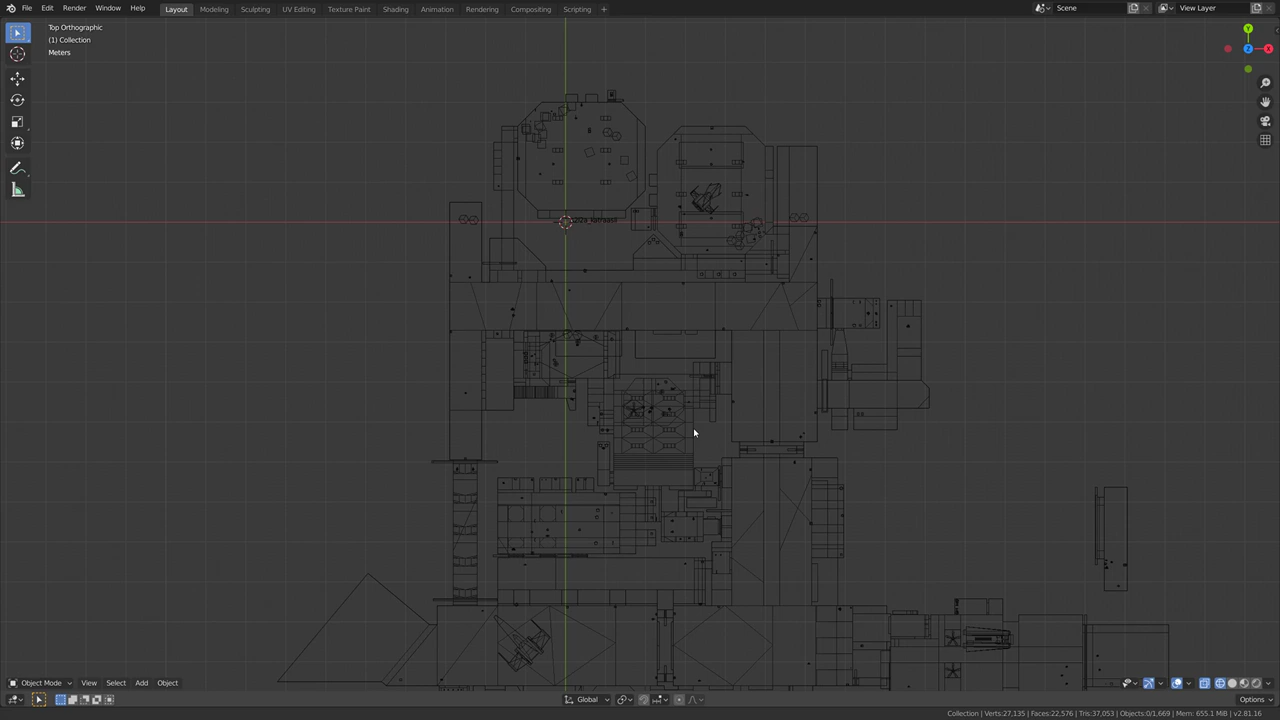 File Edit Render Window Help Layout Modeling Sculpting UV Editing Texture Paint Shading Animation Rendering Compositing Scripting + Scene View Layer
Top Orthographic
(1) Collection
Meters
Y
Z X
Object Mode View Select Add Object
Global Options
Collection | Verts:27,135 | Faces:22,576 | Tris:37,053 | Objects:0/1,669 | Mem: 655.1 MiB | v2.81.16